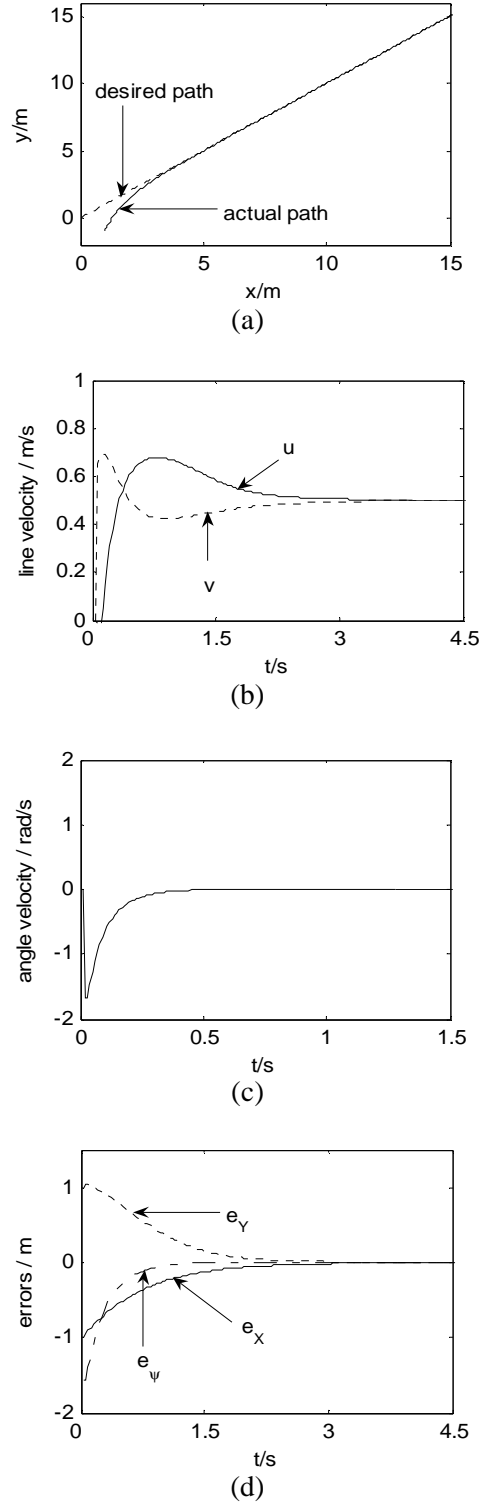 15
10
5
0
y/m
desired path
actual path
0 5 10 15
x/m
(a)
1
0.8
0.6
0.4
0.2
0
line velocity / m/s
u
v
0 1.5 3 4.5
t/s
(b)
2
1
0
-1
-2
angle velocity / rad/s
0 0.5 1 1.5
t/s
(c)
1
0
-1
-2
errors / m
e_Y
e_X
e_ψ
0 1.5 3 4.5
t/s
(d)